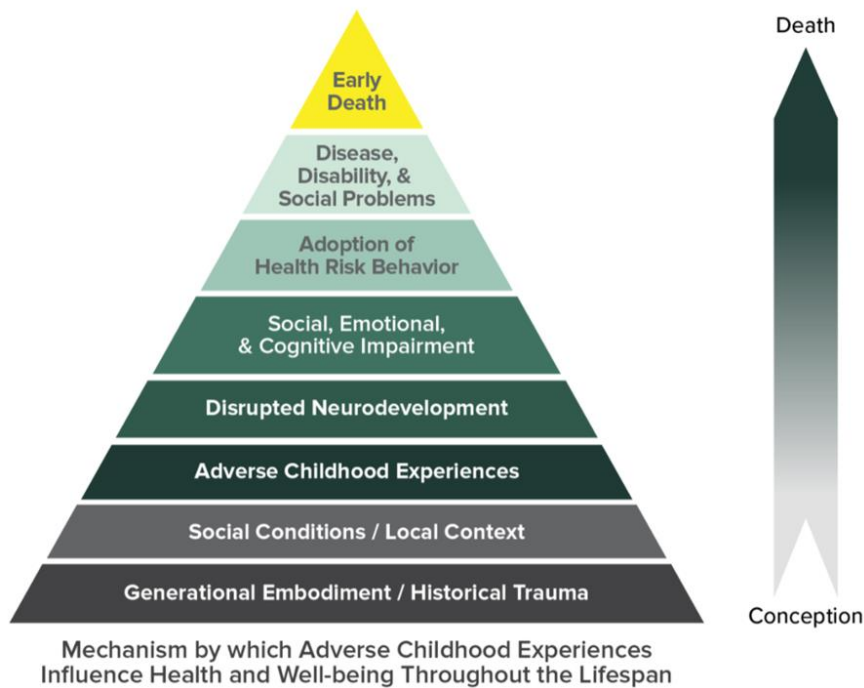 Death
Early
Death
Disease,
Disability, &
Social Problems
Adoption of
Health Risk Behavior
Social, Emotional,
& Cognitive Impairment
Disrupted Neurodevelopment
Adverse Childhood Experiences
Social Conditions / Local Context
Generational Embodiment / Historical Trauma
Conception
Mechanism by which Adverse Childhood Experiences
Influence Health and Well-being Throughout the Lifespan